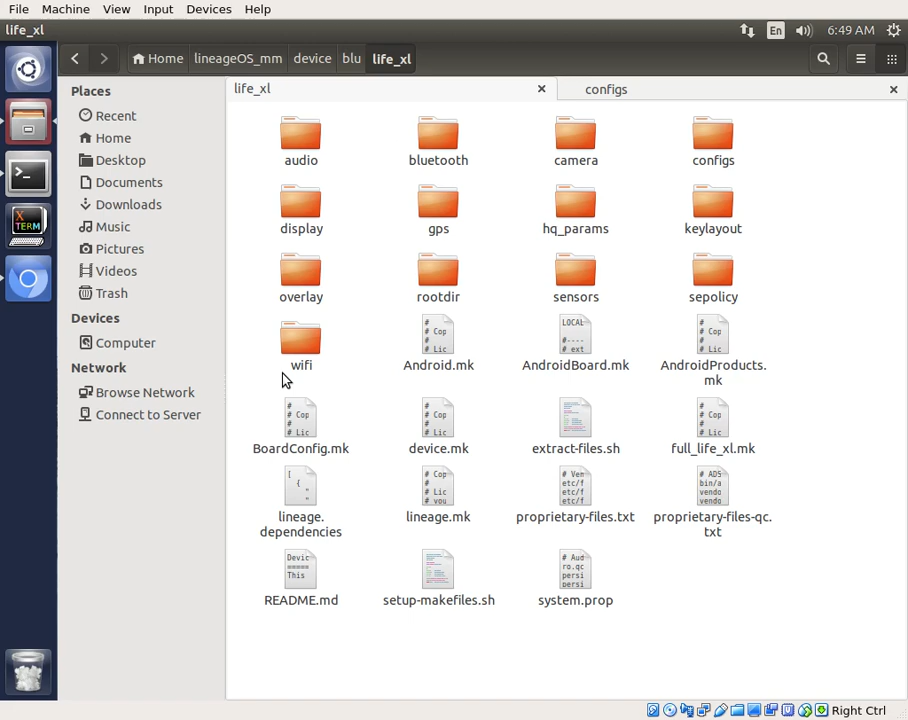 File Machine View Input Devices Help
life_xl En 6:49 AM
Home lineageOS_mm device blu life_xl
Places
Recent
Home
Desktop
Documents
Downloads
Music
Pictures
Videos
Trash
Devices
Computer
Network
Browse Network
Connect to Server
life_xl configs
audio bluetooth camera configs
display gps hq_params keylayout
overlay rootdir sensors sepolicy
wifi Android.mk AndroidBoard.mk AndroidProducts.
mk
BoardConfig.mk device.mk extract-files.sh full_life_xl.mk
lineage. lineage.mk proprietary-files.txt proprietary-files-qc.
dependencies txt
README.md setup-makefiles.sh system.prop
X
TERM
Right Ctrl